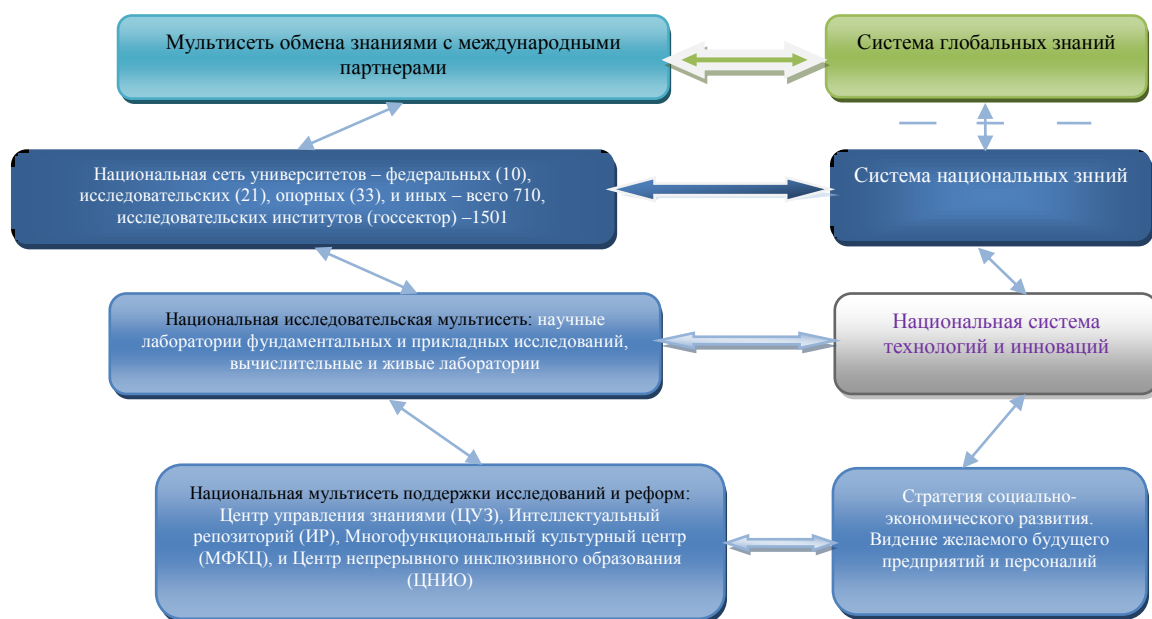 Мультисеть обмена знаниями с международными
партнерами
Система глобальных знаний
Национальная сеть университетов – федеральных (10),
исследовательских (21), опорных (33), и иных – всего 710,
исследовательских институтов (госсектор) –1501
Система национальных знний
Национальная исследовательская мультисеть: научные
лаборатории фундаментальных и прикладных исследований,
вычислительные и живые лаборатории
Национальная система
технологий и инноваций
Национальная мультисеть поддержки исследований и реформ:
Центр управления знаниями (ЦУЗ), Интеллектуальный
репозиторий (ИР), Многофункциональный культурный центр
(МФКЦ), и Центр непрерывного инклюзивного образования
(ЦНИО)
Стратегия социально-
экономического развития.
Видение желаемого будущего
предприятий и персоналий